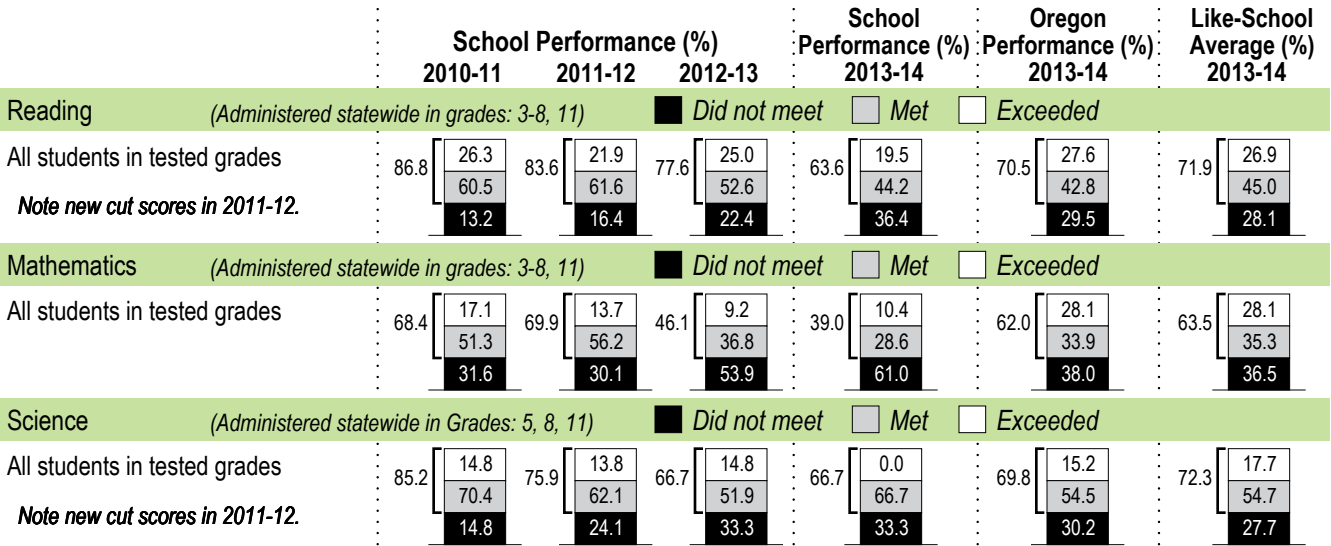 School Performance (%)
School Performance (%)
Oregon Performance (%)
Like-School Average (%)
2010-11 2011-12 2012-13 2013-14 2013-14 2013-14
Reading (Administered statewide in grades: 3-8, 11) Did not meet Met Exceeded
All students in tested grades
Note new cut scores in 2011-12.
86.8 26.3 83.6 21.9 77.6 25.0 63.6 19.5 70.5 27.6 71.9 26.9
60.5 61.6 52.6 44.2 42.8 45.0
13.2 16.4 22.4 36.4 29.5 28.1
Mathematics (Administered statewide in grades: 3-8, 11) Did not meet Met Exceeded
All students in tested grades
68.4 17.1 69.9 13.7 46.1 9.2 39.0 10.4 62.0 28.1 63.5 28.1
51.3 56.2 36.8 28.6 33.9 35.3
31.6 30.1 53.9 61.0 38.0 36.5
Science (Administered statewide in Grades: 5, 8, 11) Did not meet Met Exceeded
All students in tested grades
Note new cut scores in 2011-12.
85.2 14.8 75.9 13.8 66.7 14.8 66.7 0.0 69.8 15.2 72.3 17.7
70.4 62.1 51.9 66.7 54.5 54.7
14.8 24.1 33.3 33.3 30.2 27.7